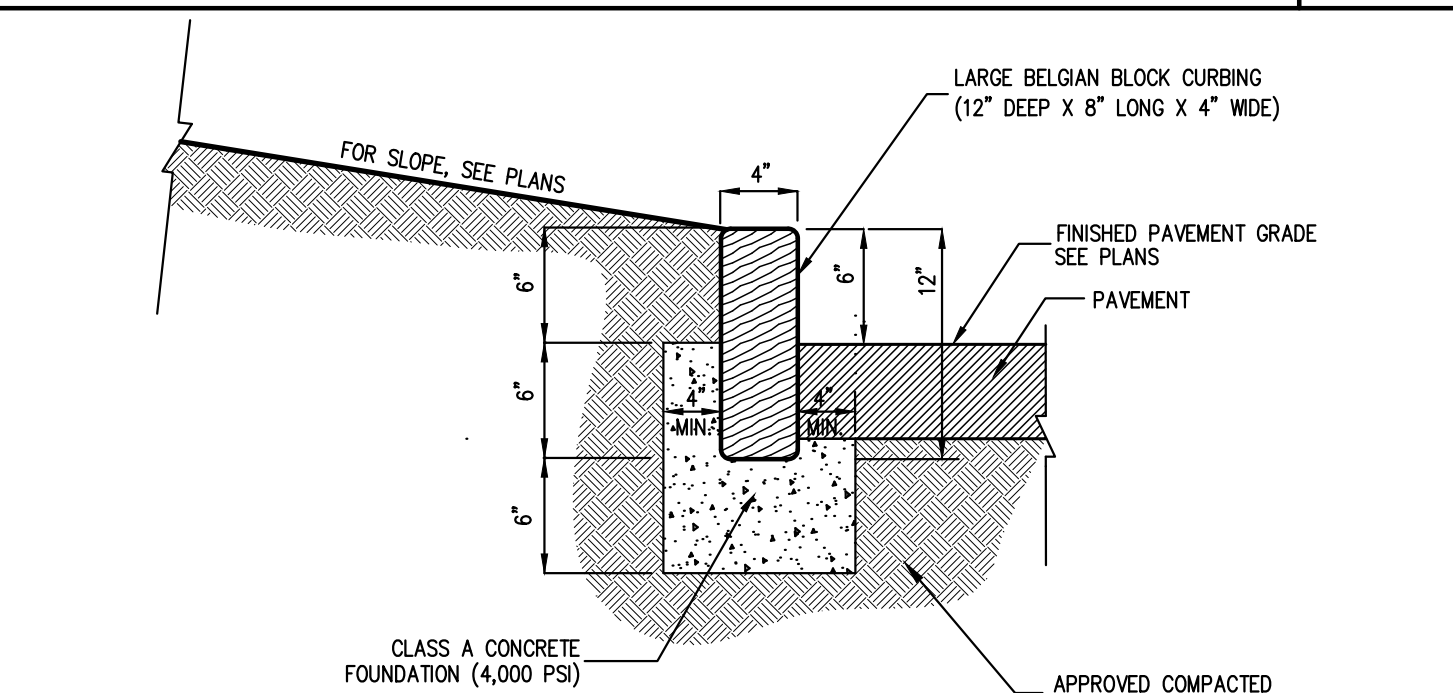 LARGE BELGIAN BLOCK CURBING
(12" DEEP X 8" LONG X 4" WIDE)
FOR SLOPE, SEE PLANS
4"
FINISHED PAVEMENT GRADE
SEE PLANS
6"
6"
12"
PAVEMENT
6"
4"
MIN.
4"
MIN.
6"
CLASS A CONCRETE
FOUNDATION (4,000 PSI)
APPROVED COMPACTED